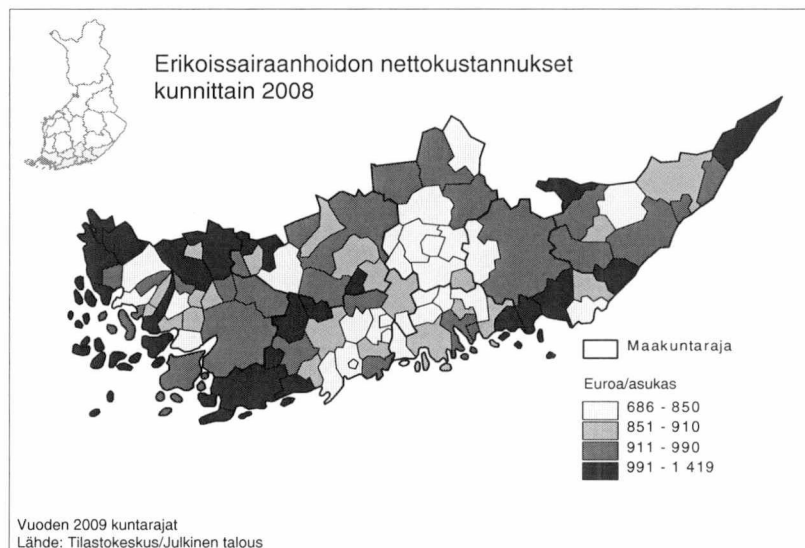 Erikoissairaanhoidon nettokustannukset
kunnittain 2008
Maakuntaraja
Euroa/asukas
686 - 850
851 - 910
911 - 990
991 - 1 419
Vuoden 2009 kuntarajat
Lähde: Tilastokeskus/Julkinen talous